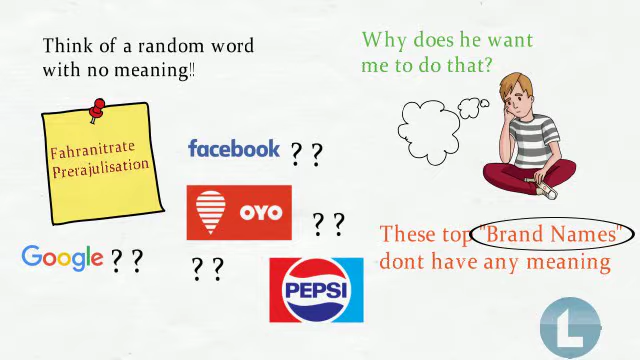 Think of a random word
with no meaning!!
Why does he want
me to do that?
Fahranitrate
Prerajulisation
facebook ? ?
OYO ? ?
Google ? ?
? ?
PEPSI
These top "Brand Names"
dont have any meaning
L